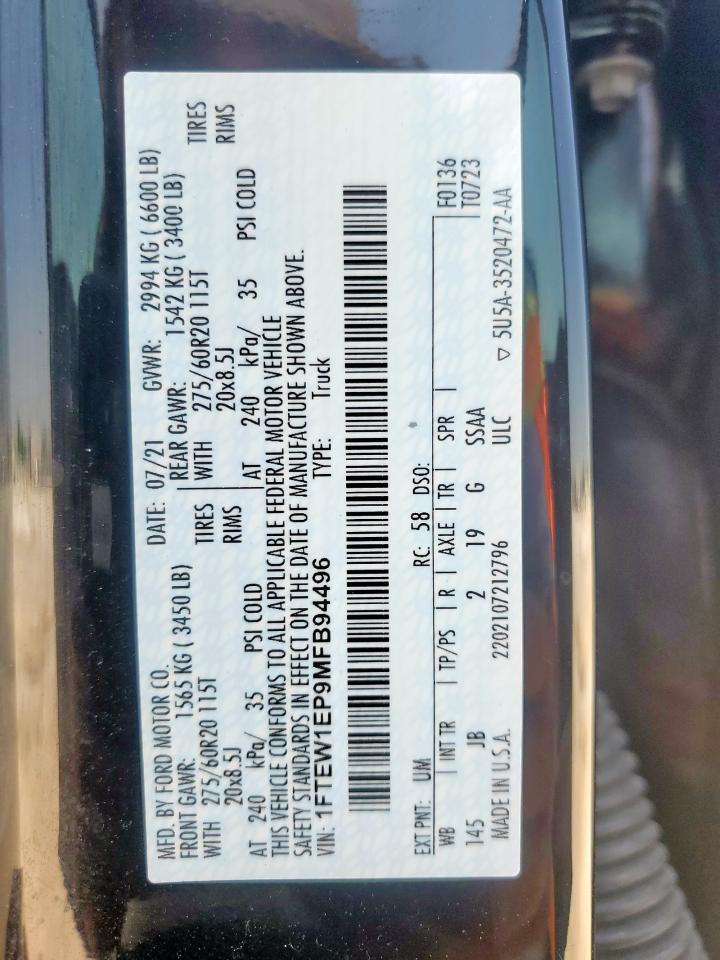 MFD. BY FORD MOTOR CO. DATE: 07/21 GVWR: 2994 KG ( 6600 LB)
FRONT GAWR: 1565 KG ( 3450 LB) REAR GAWR: 1542 KG ( 3400 LB)
WITH 275/60R20 115T TIRES WITH 275/60R20 115T TIRES
20x8.5J RIMS 20x8.5J RIMS
AT 240 kPa/ 35 PSI COLD AT 240 kPa/ 35 PSI COLD
THIS VEHICLE CONFORMS TO ALL APPLICABLE FEDERAL MOTOR VEHICLE
SAFETY STANDARDS IN EFFECT ON THE DATE OF MANUFACTURE SHOWN ABOVE.
VIN: 1FTEW1EP9MFB94496 TYPE: Truck
EXT PNT: UM RC: 58 DSO:
WB | INT TR | TP/PS | R | AXLE | TR | SPR | F0136
145 JB 2 19 G SSAA T0723
MADE IN U.S.A. 2202107212796 ULC ▽ 5U5A-3520472-AA